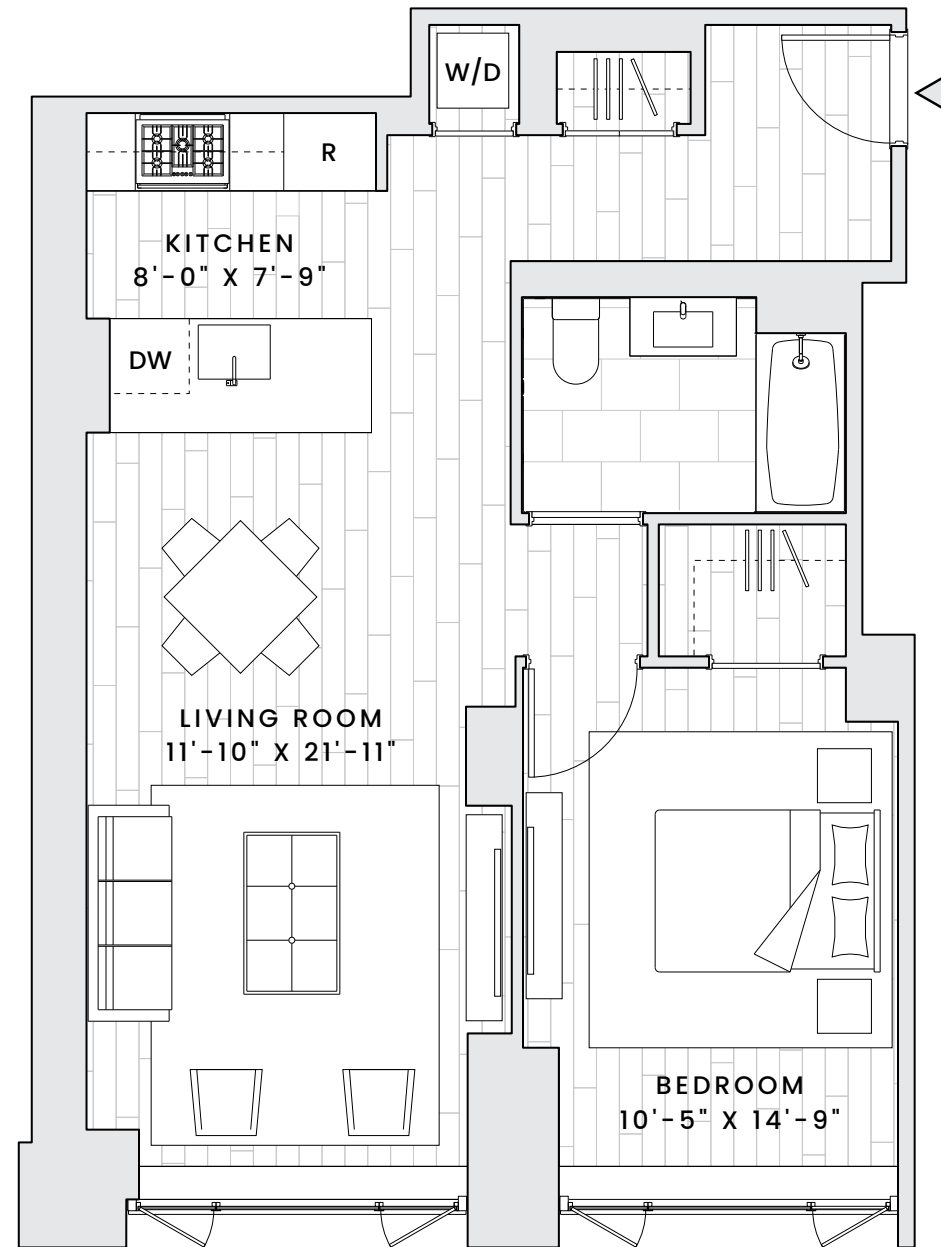 W/D
R
KITCHEN
8'-0" X 7'-9"
DW
LIVING ROOM
11'-10" X 21'-11"
BEDROOM
10'-5" X 14'-9"